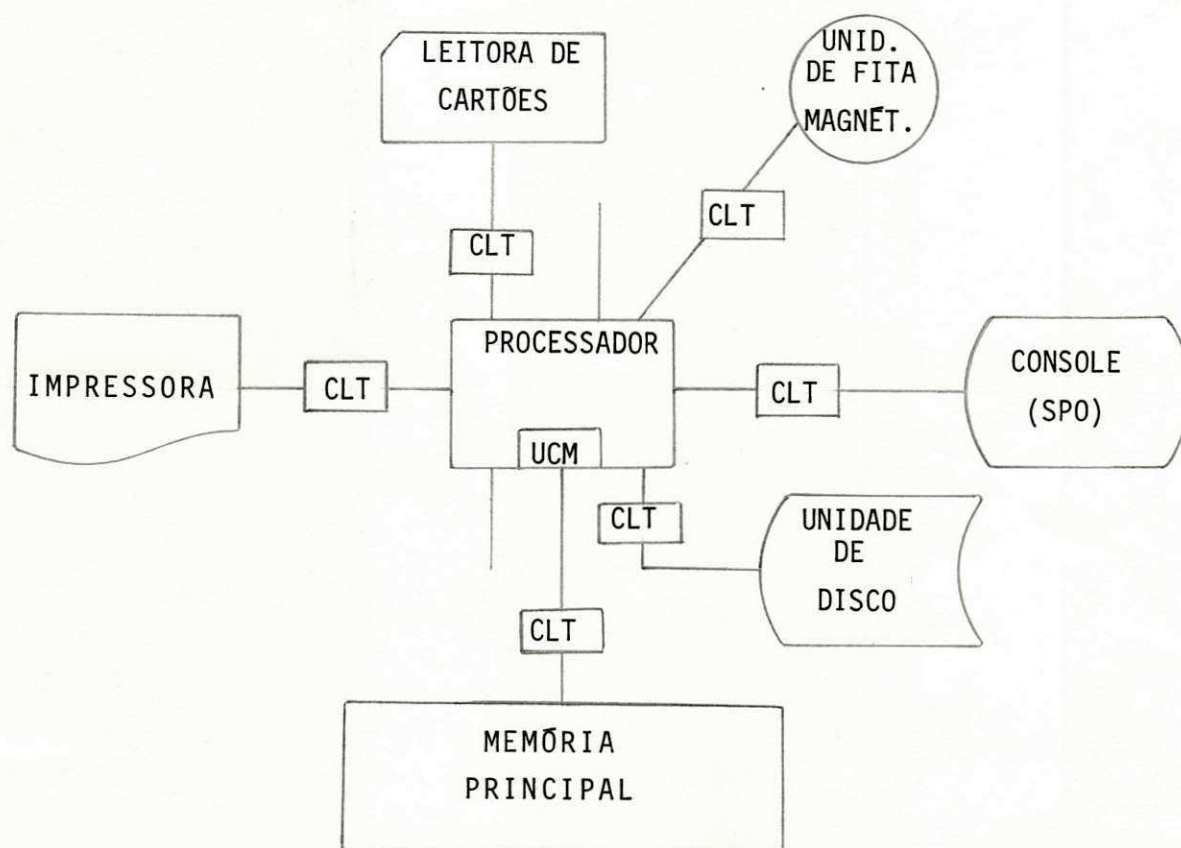 LEITORA DE
CARTÕES
UNID.
DE FITA
MAGNÉT.
CLT
CLT
PROCESSADOR
IMPRESSORA
CLT
CLT
CONSOLE
(SPO)
UCM
CLT
UNIDADE
DE
DISCO
CLT
MEMÓRIA
PRINCIPAL